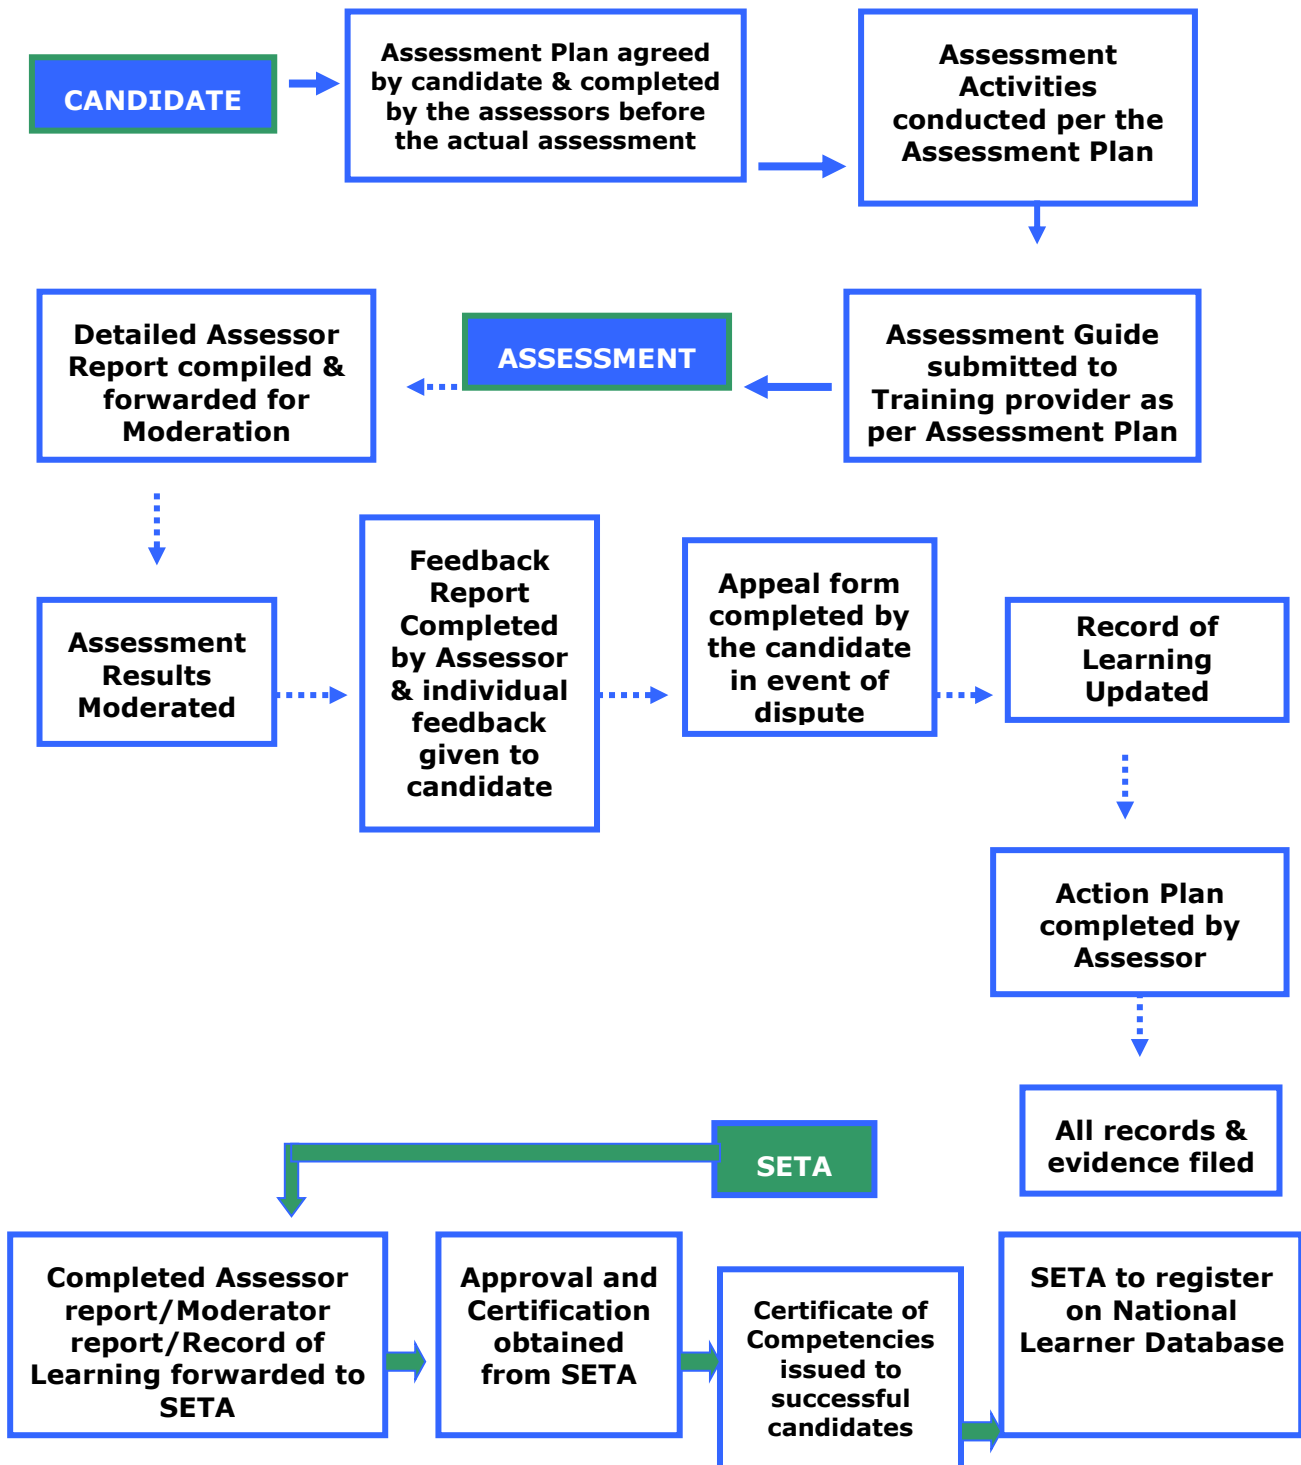 CANDIDATE
Assessment Plan agreed
by candidate & completed
by the assessors before
the actual assessment
Assessment
Activities
conducted per the
Assessment Plan
Detailed Assessor
Report compiled &
forwarded for
Moderation
ASSESSMENT
Assessment Guide
submitted to
Training provider as
per Assessment Plan
Assessment
Results
Moderated
Feedback
Report
Completed
by Assessor
& individual
feedback
given to
candidate
Appeal form
completed by
the candidate
in event of
dispute
Record of
Learning
Updated
Action Plan
completed by
Assessor
All records &
evidence filed
SETA
Completed Assessor
report/Moderator
report/Record of
Learning forwarded to
SETA
Approval and
Certification
obtained
from SETA
Certificate of
Competencies
issued to
successful
candidates
SETA to register
on National
Learner Database